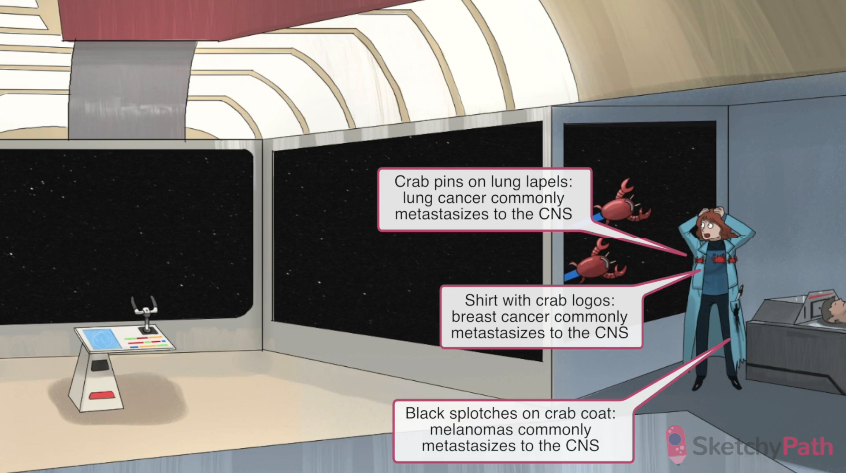 Crab pins on lung lapels:
lung cancer commonly
metastasizes to the CNS
Shirt with crab logos:
breast cancer commonly
metastasizes to the CNS
Black splotches on crab coat:
melanomas commonly
metastasizes to the CNS
SketchyPath